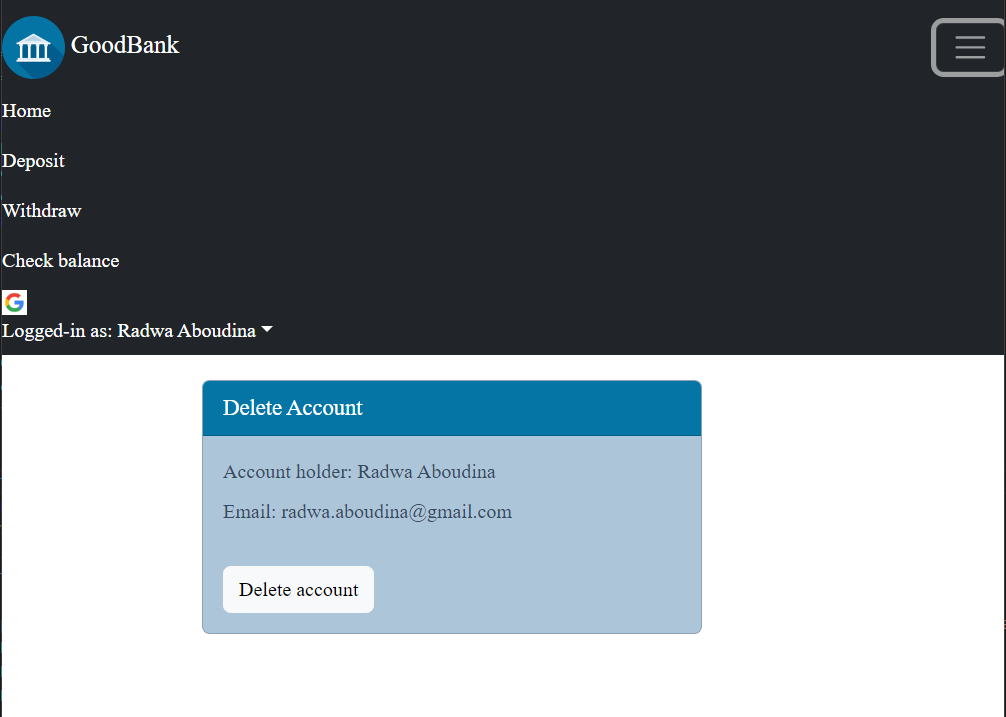 GoodBank
Home
Deposit
Withdraw
Check balance
G
Logged-in as: Radwa Aboudina
Delete Account
Account holder: Radwa Aboudina
Email: radwa.aboudina@gmail.com
Delete account